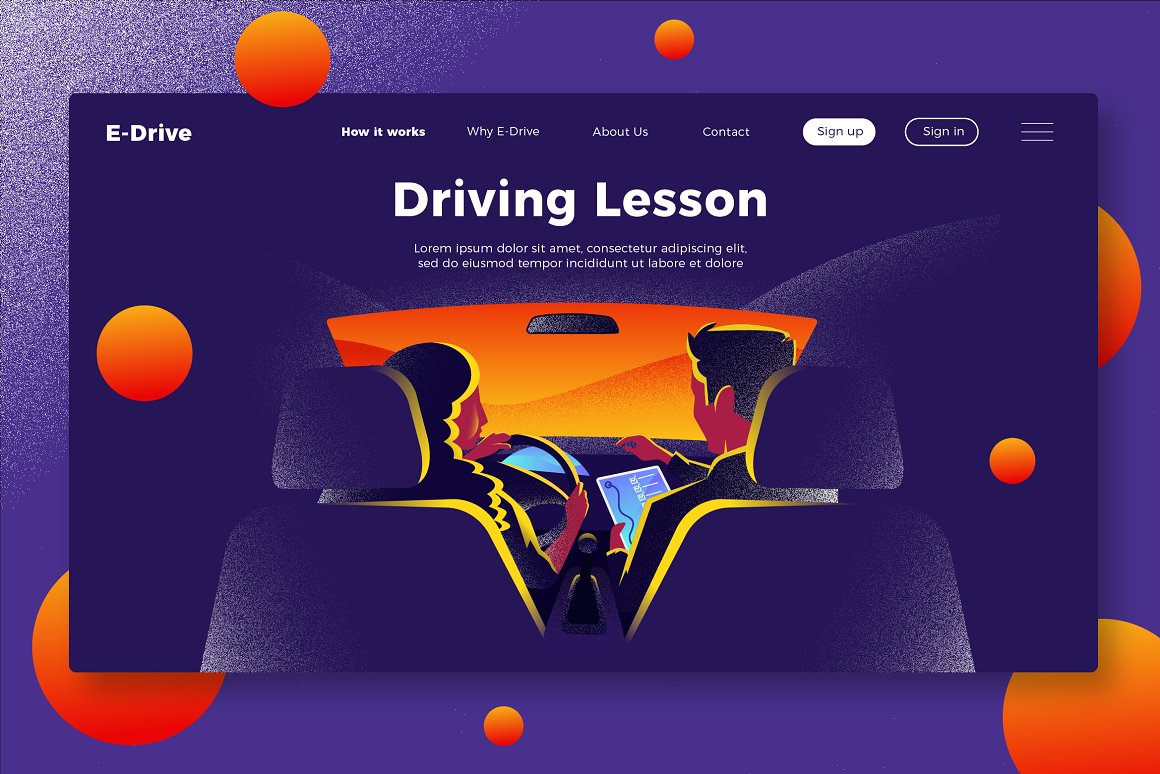 E-Drive
How it works
Why E-Drive
About Us
Contact
Sign up
Sign in
Driving Lesson
Lorem ipsum dolor sit amet, consectetur adipiscing elit,
sed do eiusmod tempor incididunt ut labore et dolore